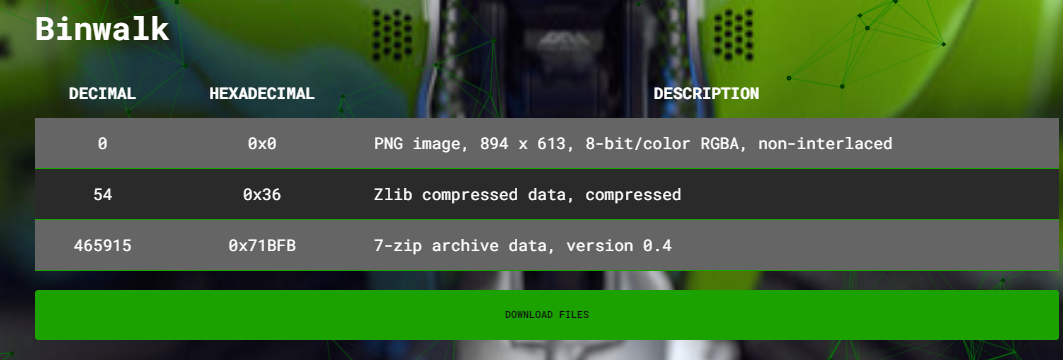 Binwalk
DECIMAL HEXADECIMAL DESCRIPTION
0 0x0 PNG image, 894 x 613, 8-bit/color RGBA, non-interlaced
54 0x36 Zlib compressed data, compressed
465915 0x71BFB 7-zip archive data, version 0.4
DOWNLOAD FILES